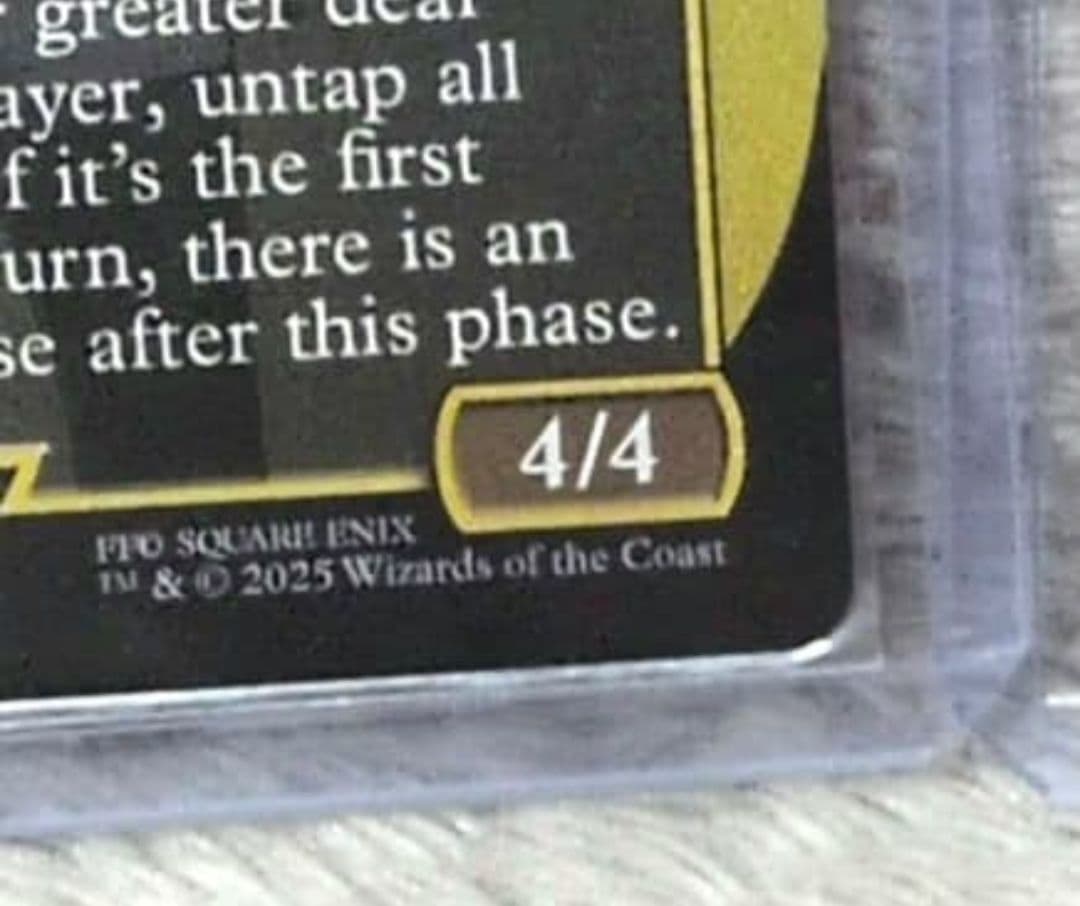 greater deal
ayer, untap all
f it's the first
urn, there is an
se after this phase.
4/4
SQUARE ENIX
TM & © 2025 Wizards of the Coast